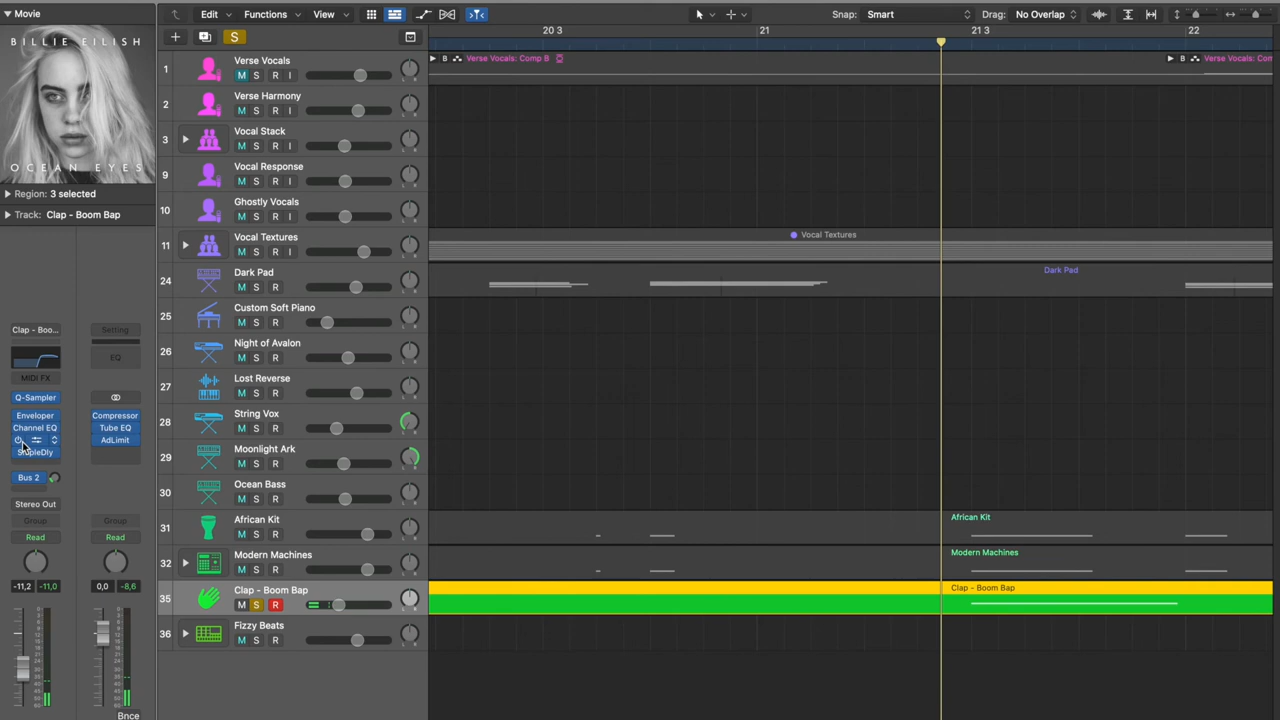 Movie
BILLIE EILISH
OCEAN EYES
Region: 3 selected
Track: Clap - Boom Bap
Clap - Boo...
Setting
EQ
MIDI FX
Q-Sampler
Enveloper
Compressor
Channel EQ
Tube EQ
AdLimit
Bus 2
Stereo Out
Group
Group
Read
Read
-11,2
-11,0
0,0
-8,6
Bnce
Edit
Functions
View
Snap: Smart
Drag: No Overlap
S
20 3
21
21 3
22
1
Verse Vocals
M S R I
B
Verse Vocals: Comp B
B
Verse Vocals: Com
2
Verse Harmony
M S R I
3
Vocal Stack
M S R I
9
Vocal Response
M S R I
10
Ghostly Vocals
M S R I
11
Vocal Textures
M S R I
Vocal Textures
24
Dark Pad
M S R
Dark Pad
25
Custom Soft Piano
M S R
26
Night of Avalon
M S R
27
Lost Reverse
M S R
28
String Vox
M S R
29
Moonlight Ark
M S R
30
Ocean Bass
M S R
31
African Kit
M S R
African Kit
32
Modern Machines
M S R
Modern Machines
35
Clap - Boom Bap
M S R
Clap - Boom Bap
36
Fizzy Beats
M S R